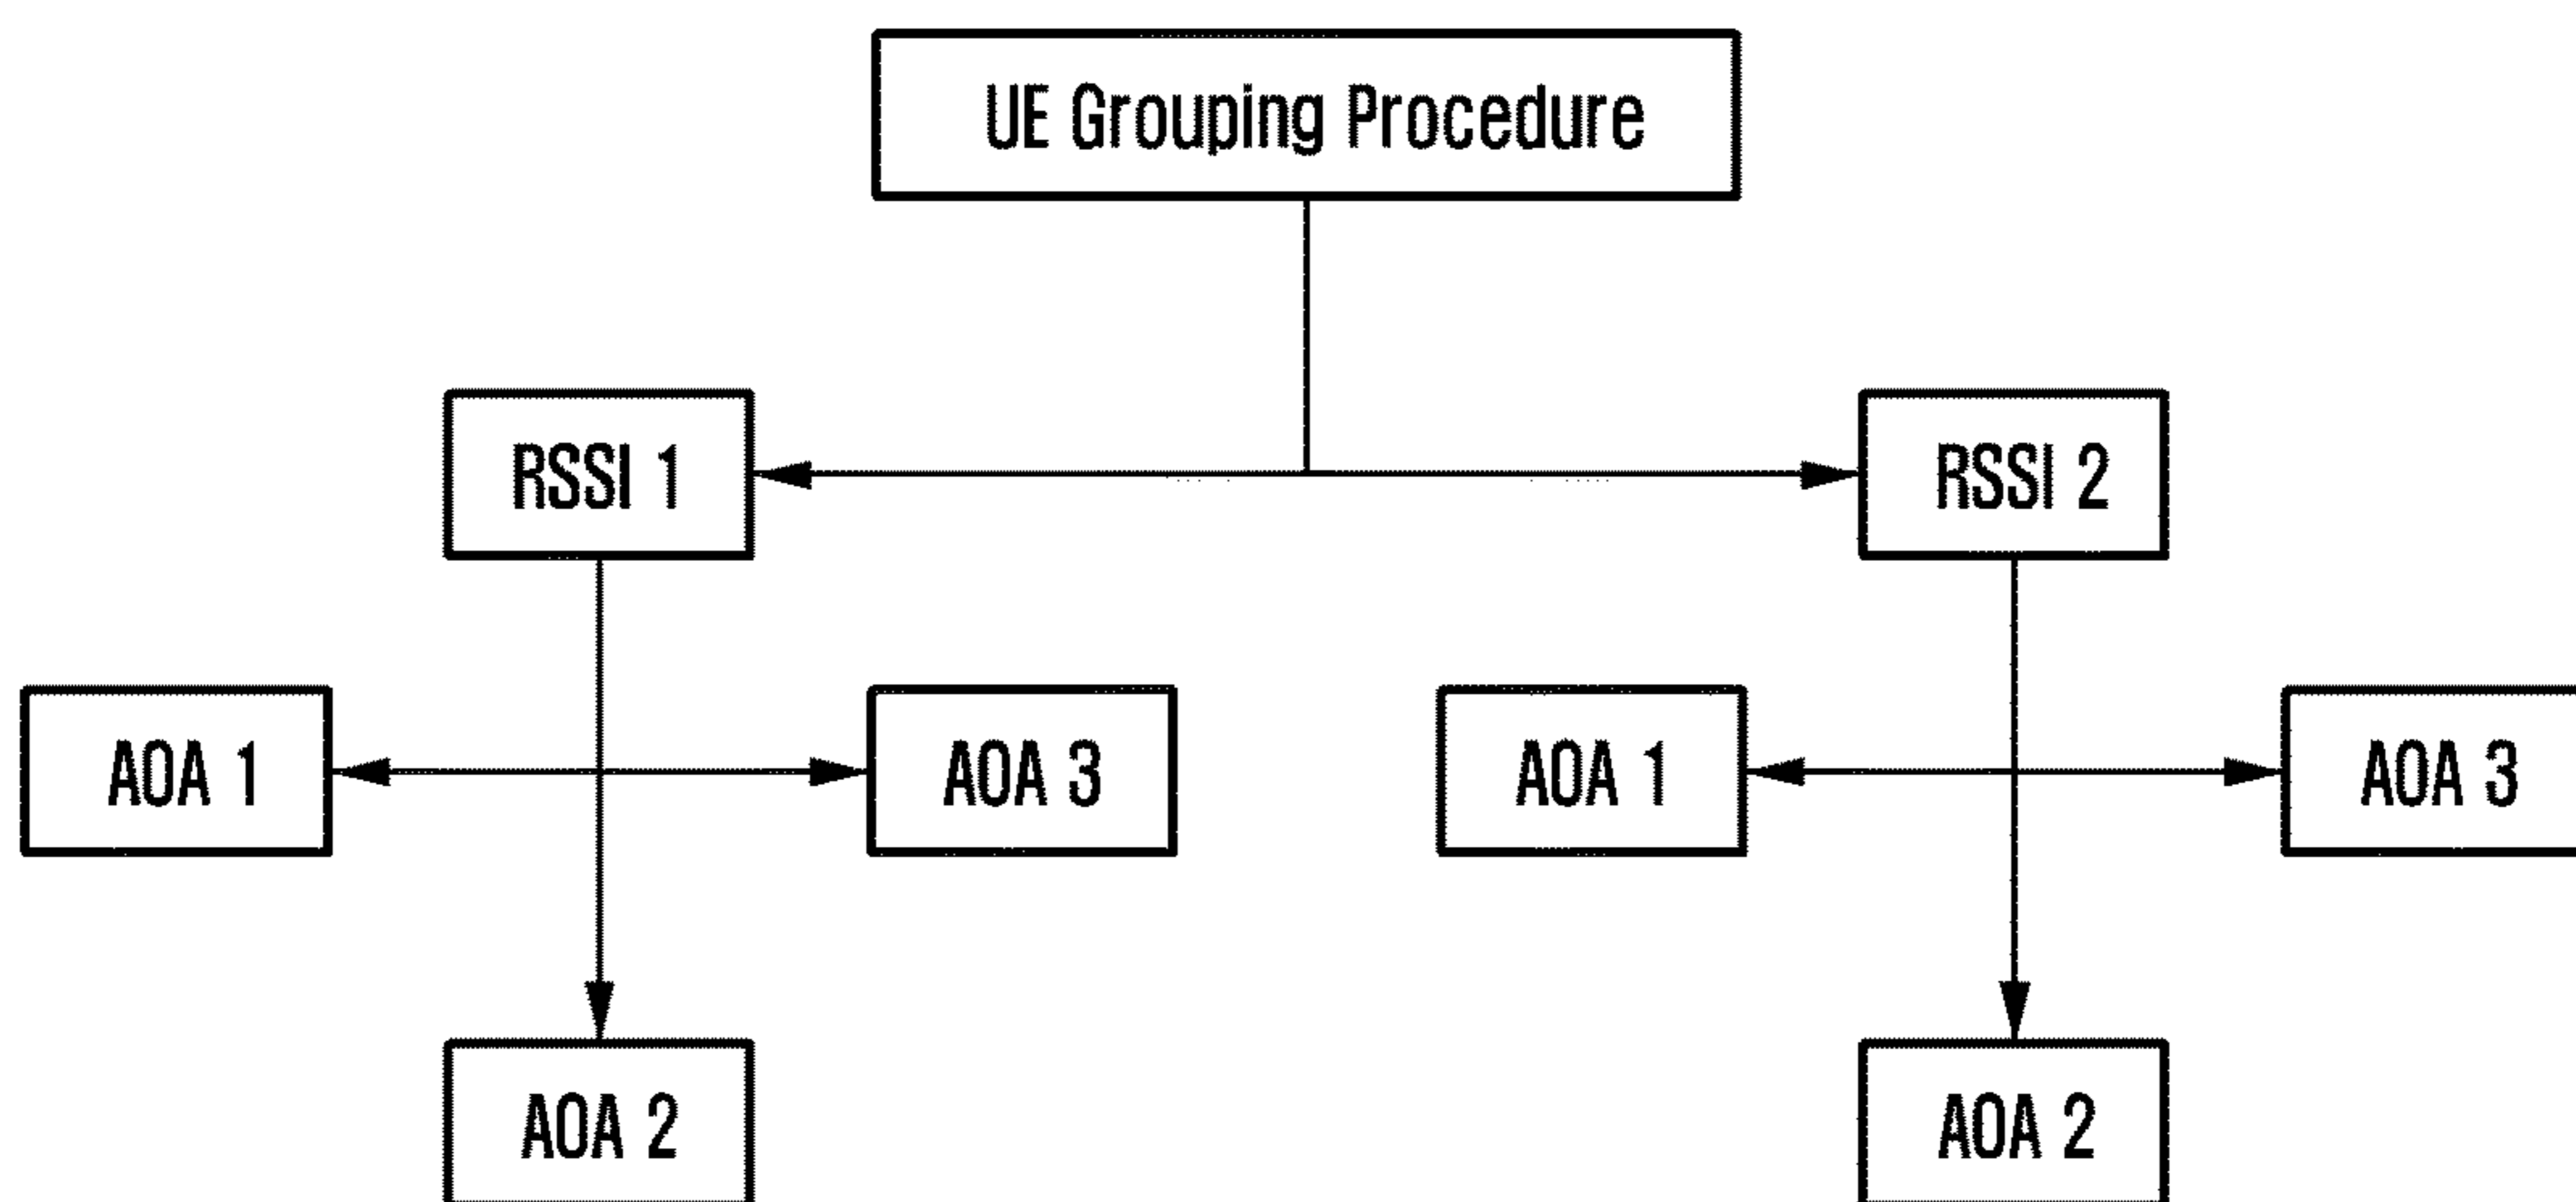 UE Grouping Procedure
RSSI 1
RSSI 2
AOA 1
AOA 3
AOA 1
AOA 3
AOA 2
AOA 2